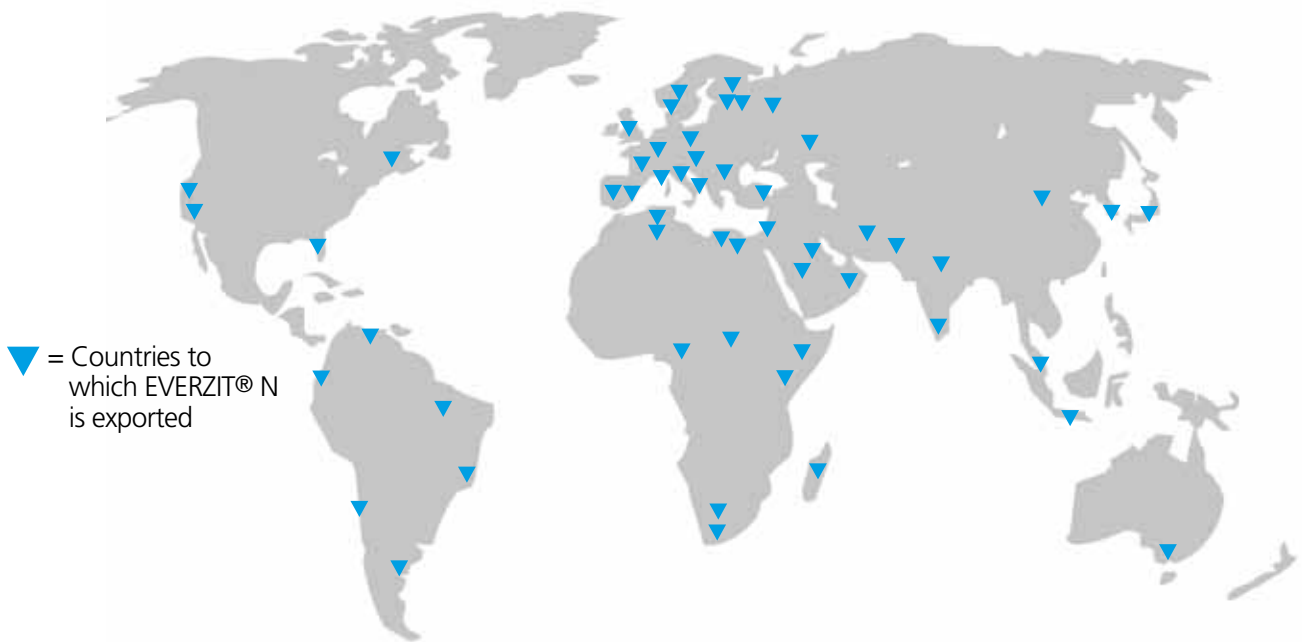 = Countries to
which EVERZIT® N
is exported